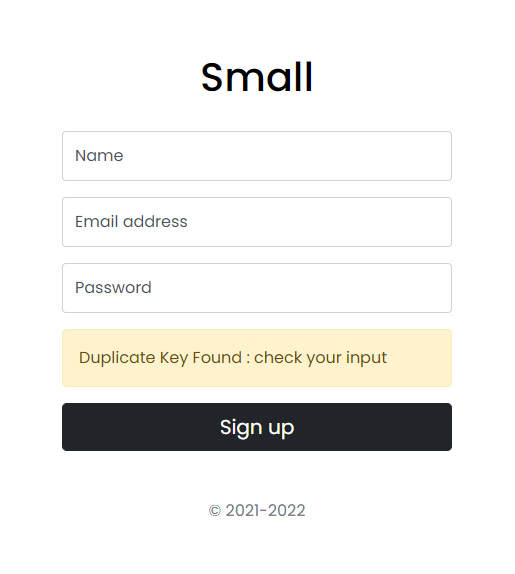 Small
Name
Email address
Password
Duplicate Key Found : check your input
Sign up
© 2021-2022